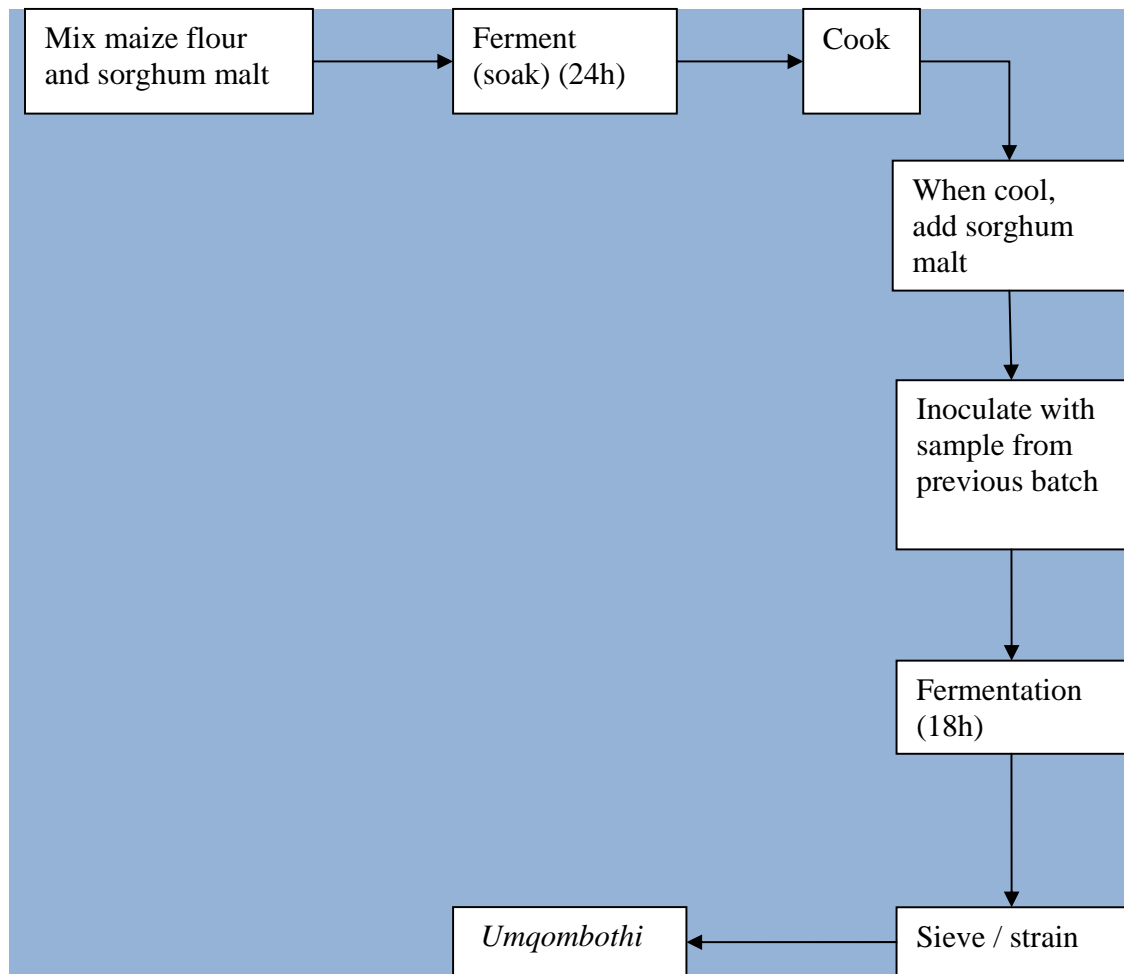 Mix maize flour
and sorghum malt
Ferment
(soak) (24h)
Cook
When cool,
add sorghum
malt
Inoculate with
sample from
previous batch
Fermentation
(18h)
Sieve / strain
Umqombothi